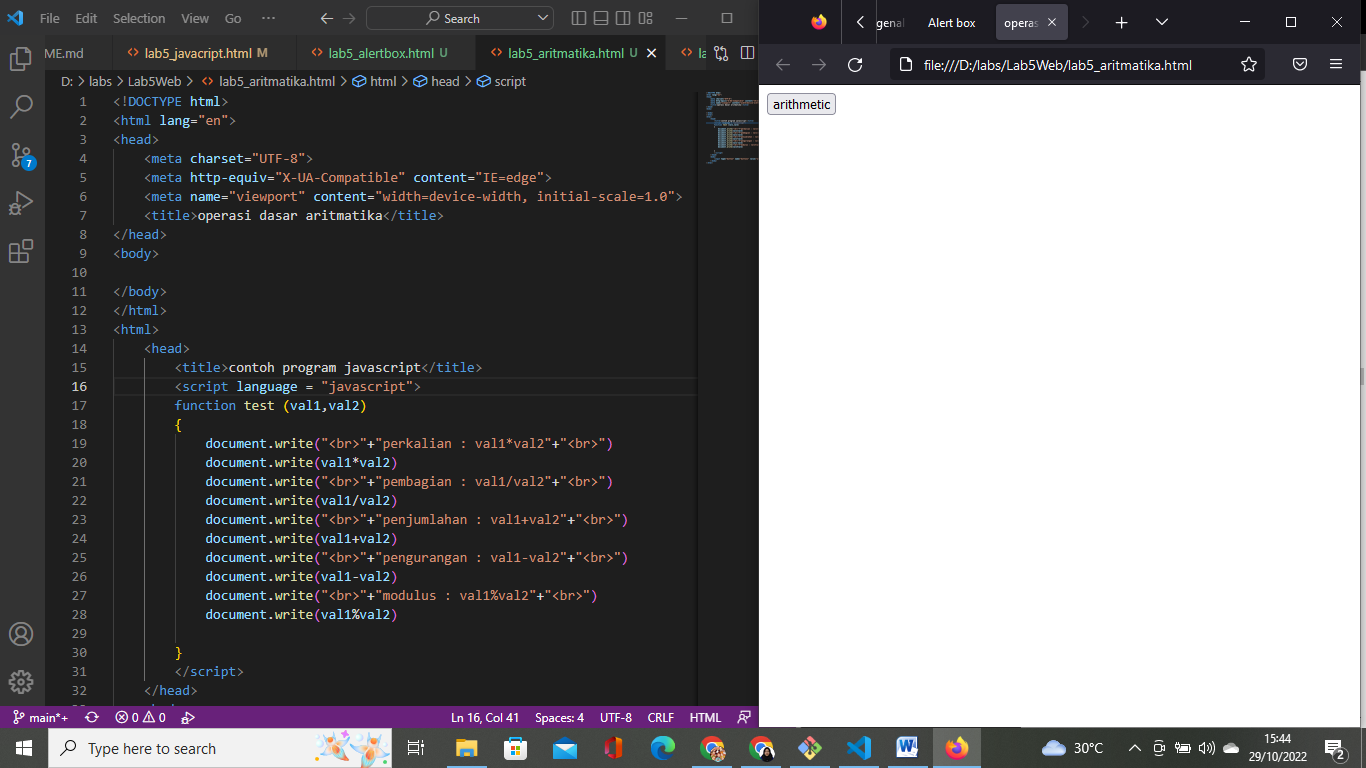 File Edit Selection View Go ··· Search
ME.md lab5_javacript.html M lab5_alertbox.html U lab5_aritmatika.html U
D: > labs > Lab5Web > lab5_aritmatika.html > html > head > script
1 <!DOCTYPE html>
2 <html lang="en">
3 <head>
4 <meta charset="UTF-8">
5 <meta http-equiv="X-UA-Compatible" content="IE=edge">
6 <meta name="viewport" content="width=device-width, initial-scale=1.0">
7 <title>operasi dasar aritmatika</title>
8 </head>
9 <body>
10
11 </body>
12 </html>
13 <html>
14 <head>
15 <title>contoh program javascript</title>
16 <script language = "javascript">
17 function test (val1,val2)
18 {
19 document.write("<br>"+"perkalian : val1*val2"+"<br>")
20 document.write(val1*val2)
21 document.write("<br>"+"pembagian : val1/val2"+"<br>")
22 document.write(val1/val2)
23 document.write("<br>"+"penjumlahan : val1+val2"+"<br>")
24 document.write(val1+val2)
25 document.write("<br>"+"pengurangan : val1-val2"+"<br>")
26 document.write(val1-val2)
27 document.write("<br>"+"modulus : val1%val2"+"<br>")
28 document.write(val1%val2)
29
30 }
31 </script>
32 </head>
7
main*+ 0 0 Ln 16, Col 41 Spaces: 4 UTF-8 CRLF HTML
genal Alert box operas
file:///D:/labs/Lab5Web/lab5_aritmatika.html
arithmetic
Type here to search
30°C
15:44
29/10/2022
2